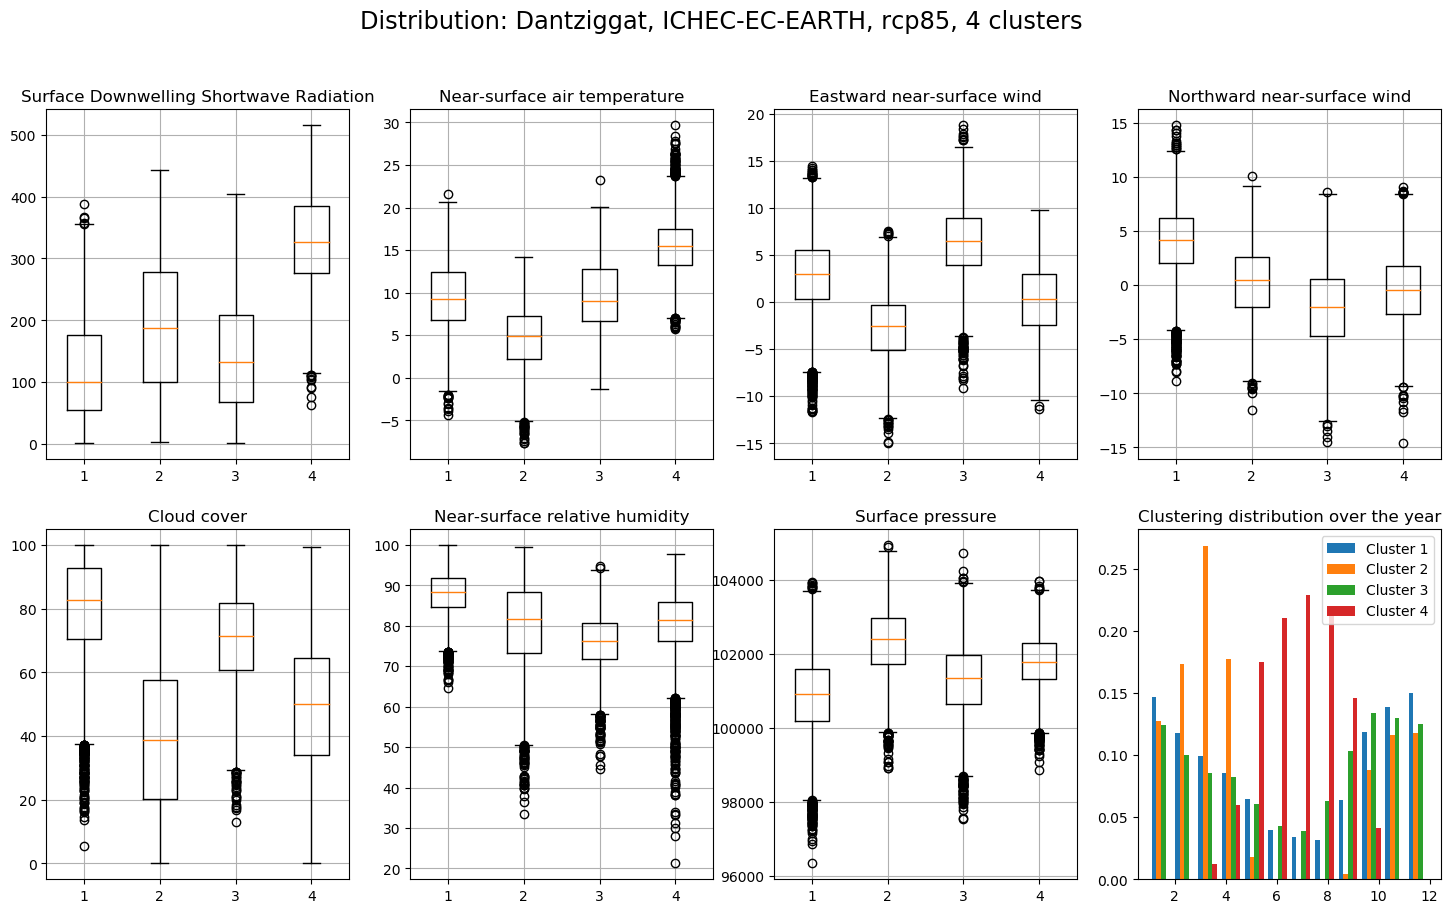 Distribution: Dantziggat, ICHEC-EC-EARTH, rcp85, 4 clusters
Surface Downwelling Shortwave Radiation
500
400
300
200
100
0
1 2 3 4
Near-surface air temperature
30
25
20
15
10
5
0
−5
1 2 3 4
Eastward near-surface wind
20
15
10
5
0
−5
−10
−15
1 2 3 4
Northward near-surface wind
15
10
5
0
−5
−10
−15
1 2 3 4
Cloud cover
100
80
60
40
20
0
1 2 3 4
Near-surface relative humidity
100
90
80
70
60
50
40
30
20
1 2 3 4
Surface pressure
104000
102000
100000
98000
96000
1 2 3 4
Clustering distribution over the year
Cluster 1
Cluster 2
Cluster 3
Cluster 4
0.25
0.20
0.15
0.10
0.05
0.00
2 4 6 8 10 12